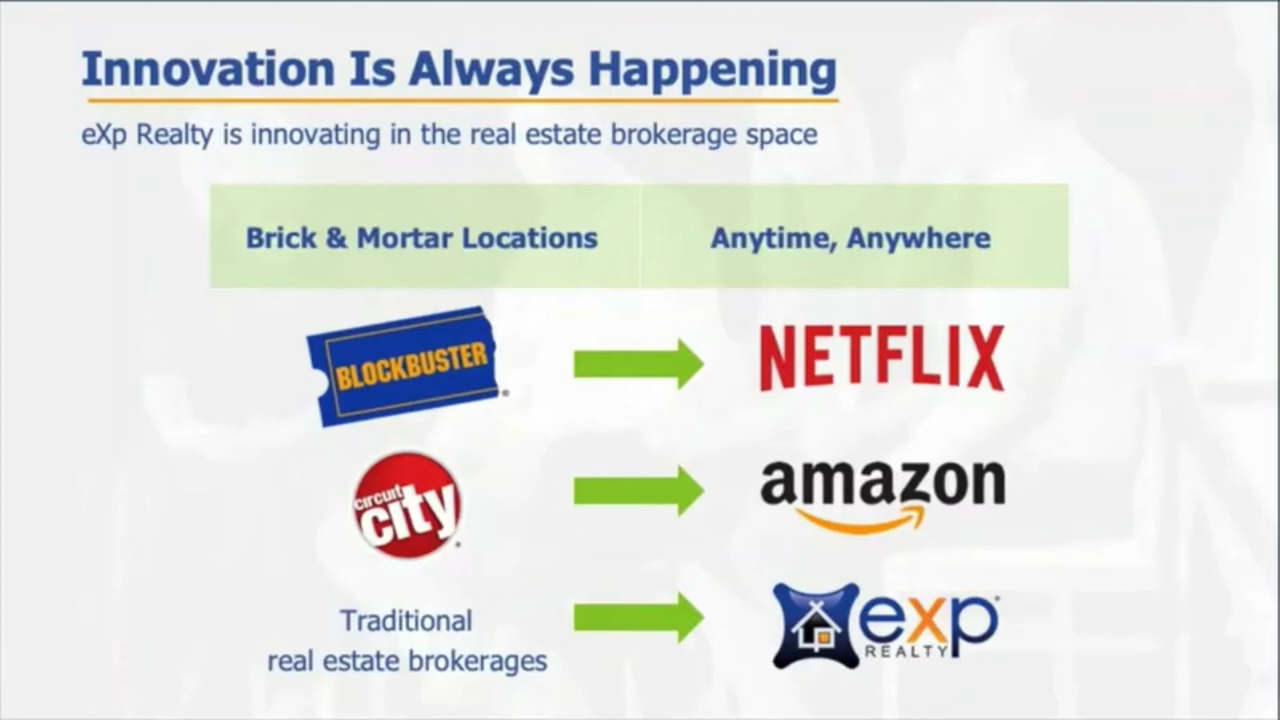 Innovation Is Always Happening
eXp Realty is innovating in the real estate brokerage space
Brick & Mortar Locations
Anytime, Anywhere
BLOCKBUSTER®
NETFLIX
circuit
city
amazon
Traditional
real estate brokerages
exp
REALTY